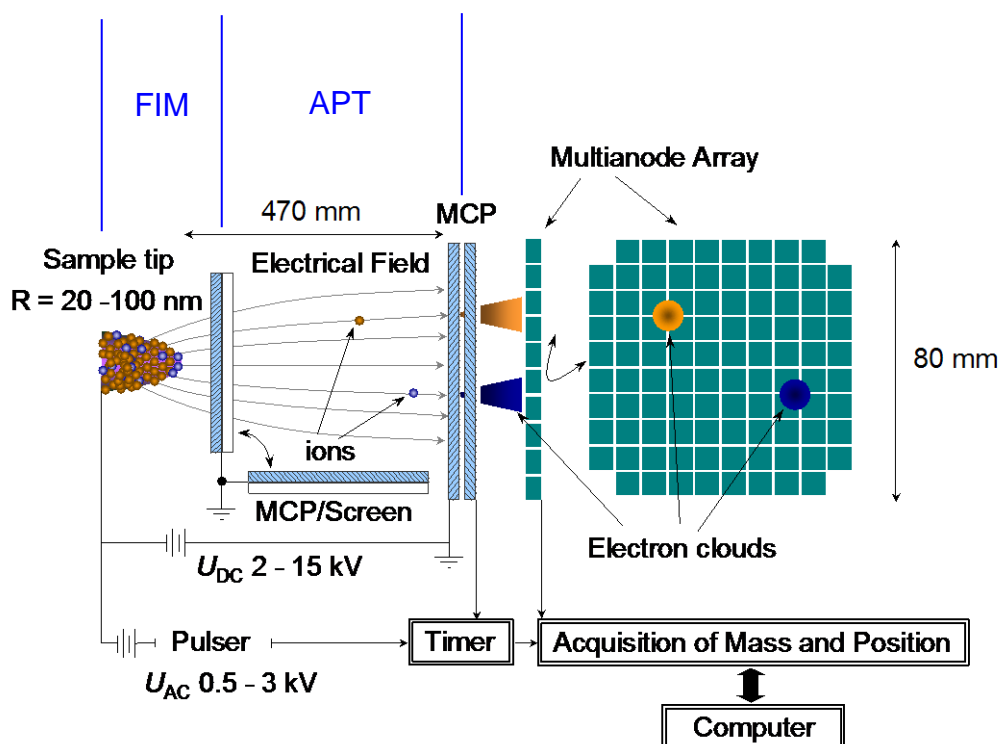 FIM
APT
Multianode Array
470 mm
MCP
Sample tip
Electrical Field
R = 20 -100 nm
80 mm
ions
MCP/Screen
Electron clouds
UDC 2 - 15 kV
Pulser
Timer
Acquisition of Mass and Position
UAC 0.5 - 3 kV
Computer